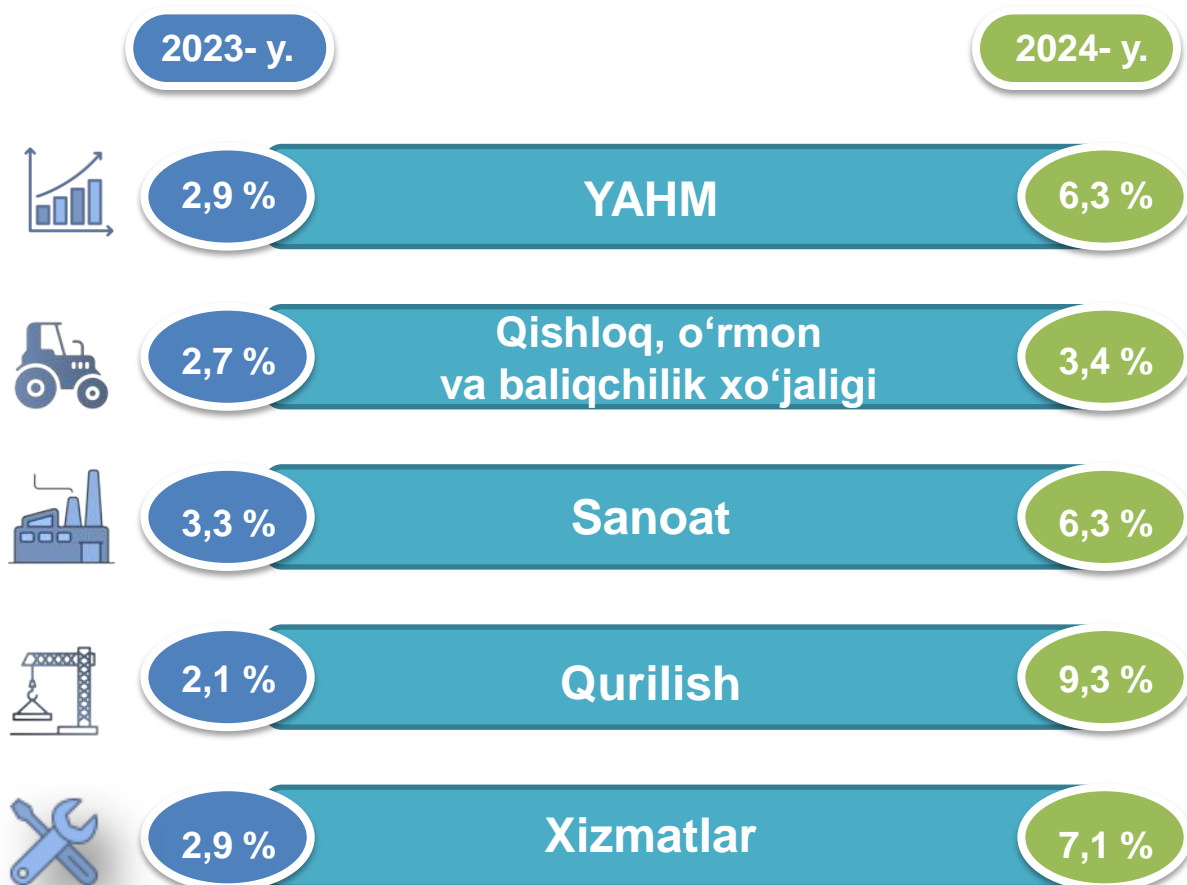 2023- y.
2024- y.
2,9 %
YAHM
6,3 %
2,7 %
Qishloq, o‘rmon
va baliqchilik xo‘jaligi
3,4 %
3,3 %
Sanoat
6,3 %
2,1 %
Qurilish
9,3 %
2,9 %
Xizmatlar
7,1 %